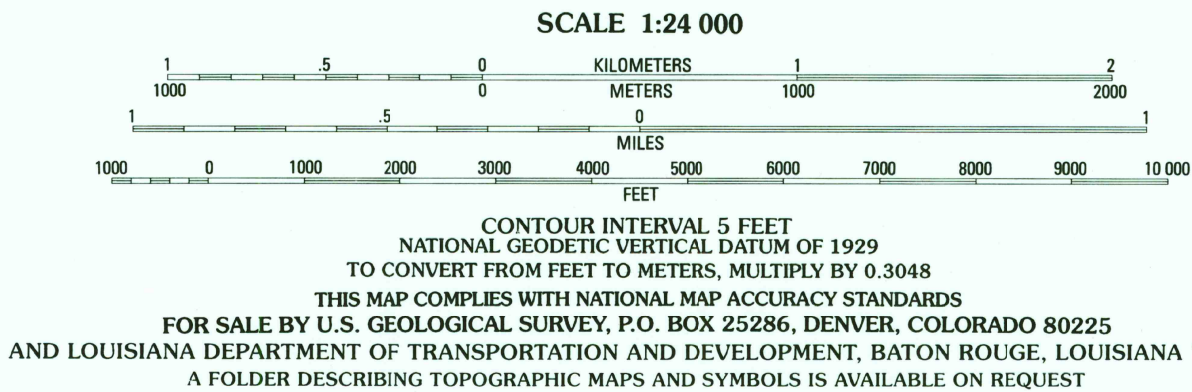 SCALE 1:24 000
1 .5 0 KILOMETERS 1 2
1000 0 METERS 1000 2000
1 .5 0 1
MILES
1000 0 1000 2000 3000 4000 5000 6000 7000 8000 9000 10 000
FEET
CONTOUR INTERVAL 5 FEET
NATIONAL GEODETIC VERTICAL DATUM OF 1929
TO CONVERT FROM FEET TO METERS, MULTIPLY BY 0.3048
THIS MAP COMPLIES WITH NATIONAL MAP ACCURACY STANDARDS
FOR SALE BY U.S. GEOLOGICAL SURVEY, P.O. BOX 25286, DENVER, COLORADO 80225
AND LOUISIANA DEPARTMENT OF TRANSPORTATION AND DEVELOPMENT, BATON ROUGE, LOUISIANA
A FOLDER DESCRIBING TOPOGRAPHIC MAPS AND SYMBOLS IS AVAILABLE ON REQUEST